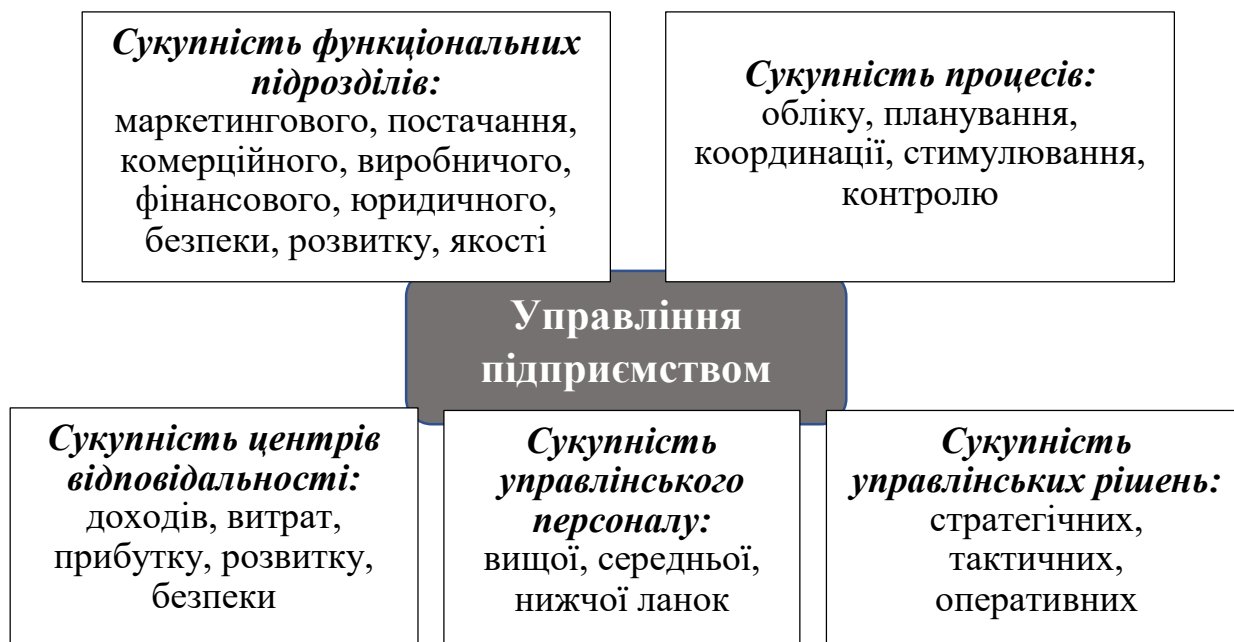 Сукупність функціональних
підрозділів:
маркетингового, постачання,
комерційного, виробничого,
фінансового, юридичного,
безпеки, розвитку, якості
Сукупність процесів:
обліку, планування,
координації, стимулювання,
контролю
Управління
підприємством
Сукупність центрів
відповідальності:
доходів, витрат,
прибутку, розвитку,
безпеки
Сукупність
управлінського
персоналу:
вищої, середньої,
нижчої ланок
Сукупність
управлінських рішень:
стратегічних,
тактичних,
оперативних